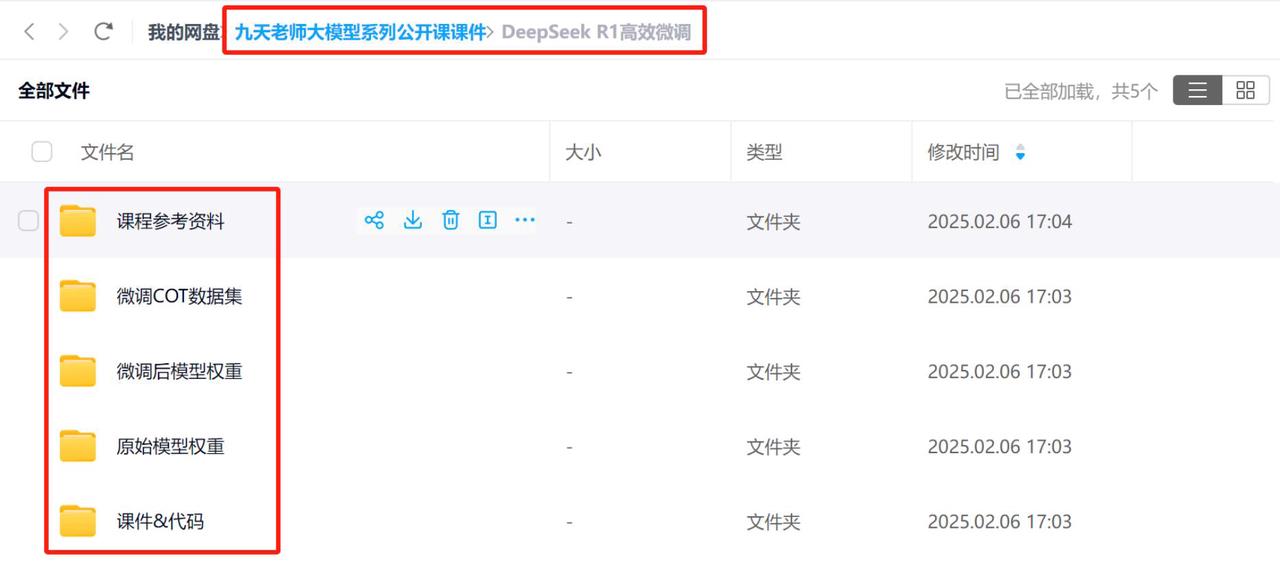 我的网盘 九天老师大模型系列公开课课件> DeepSeek R1高效微调
全部文件 已全部加载，共5个
文件名 大小 类型 修改时间
课程参考资料 - 文件夹 2025.02.06 17:04
微调COT数据集 - 文件夹 2025.02.06 17:03
微调后模型权重 - 文件夹 2025.02.06 17:03
原始模型权重 - 文件夹 2025.02.06 17:03
课件&代码 - 文件夹 2025.02.06 17:03